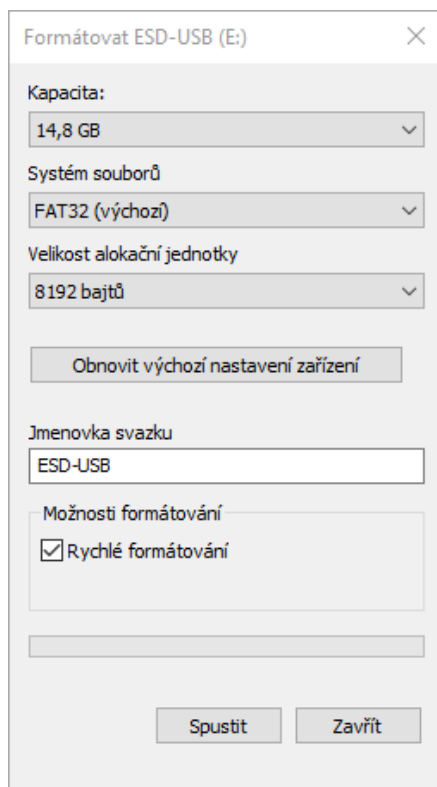 Formátovat ESD-USB (E:)
Kapacita:
14,8 GB
Systém souborů
FAT32 (výchozí)
Velikost alokační jednotky
8192 bajtů
Obnovit výchozí nastavení zařízení
Jmenovka svazku
ESD-USB
Možnosti formátování
Rychlé formátování
Spustit Zavřít